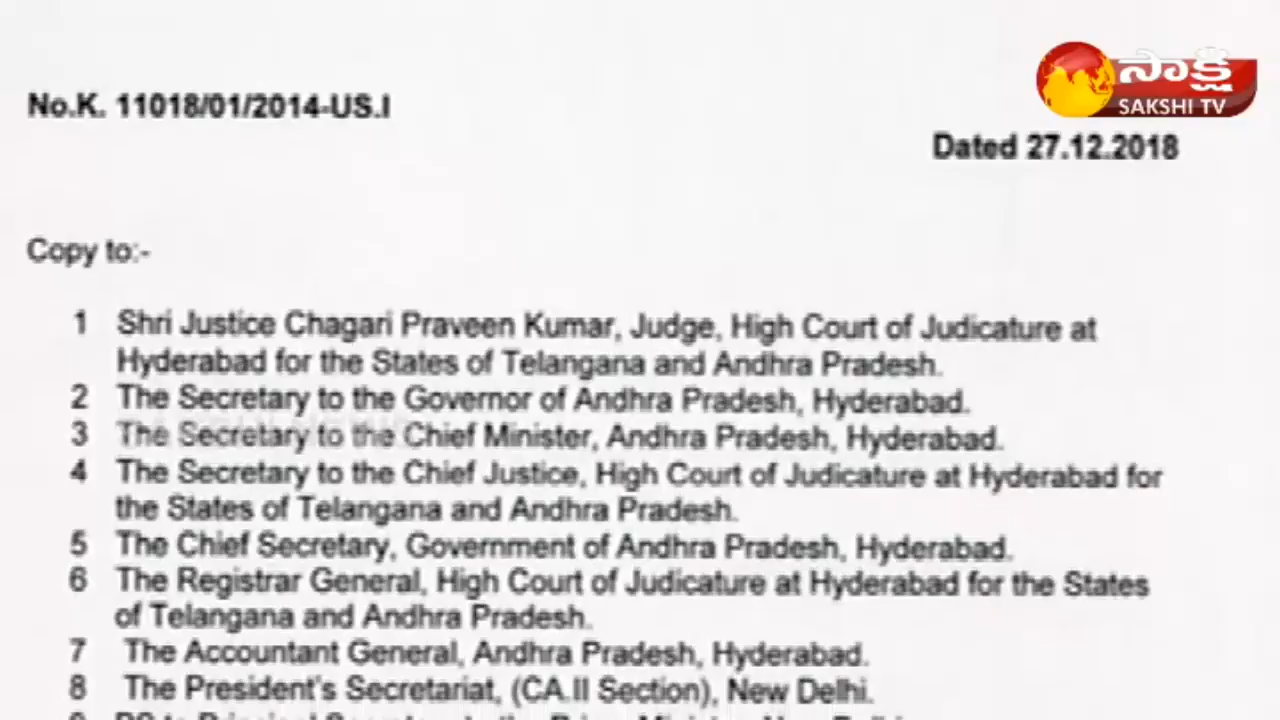 సాక్షి
SAKSHI TV
No.K. 11018/01/2014-US.I
Dated 27.12.2018
Copy to:-
1 Shri Justice Chagari Praveen Kumar, Judge, High Court of Judicature at
Hyderabad for the States of Telangana and Andhra Pradesh.
2 The Secretary to the Governor of Andhra Pradesh, Hyderabad.
3 The Secretary to the Chief Minister, Andhra Pradesh, Hyderabad.
4 The Secretary to the Chief Justice, High Court of Judicature at Hyderabad for
the States of Telangana and Andhra Pradesh.
5 The Chief Secretary, Government of Andhra Pradesh, Hyderabad.
6 The Registrar General, High Court of Judicature at Hyderabad for the States
of Telangana and Andhra Pradesh.
7 The Accountant General, Andhra Pradesh, Hyderabad.
8 The President's Secretariat, (CA.II Section), New Delhi.